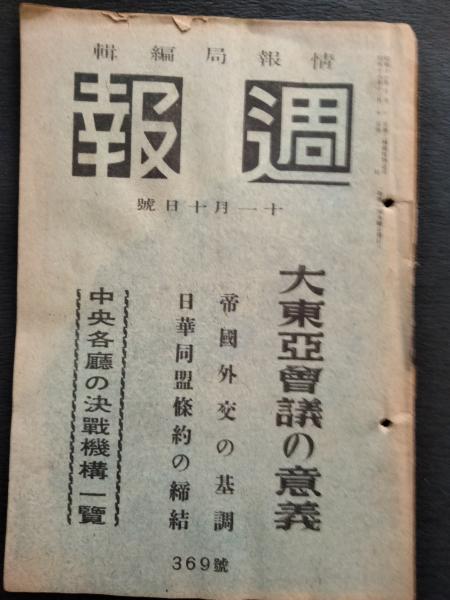 情報局編輯
週報
十一月十日號
大東亞會議の意義
帝國外交の基調
日華同盟條約の締結
中央各廳の決戰機構一覽
369號